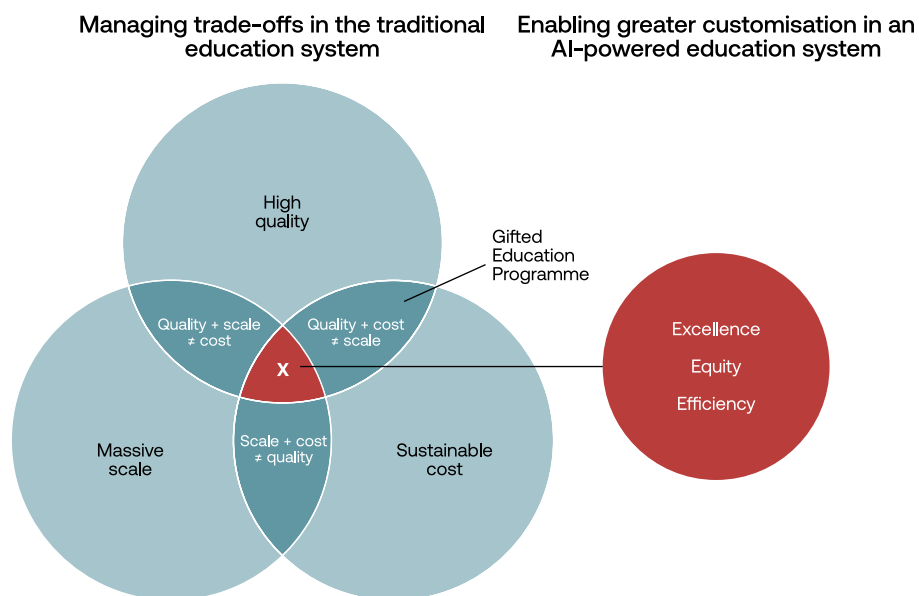 Managing trade-offs in the traditional
education system
Enabling greater customisation in an
AI-powered education system
High
quality
Gifted
Education
Programme
Quality + scale
≠ cost
Quality + cost
≠ scale
X
Excellence
Equity
Efficiency
Massive
scale
Scale + cost
≠ quality
Sustainable
cost